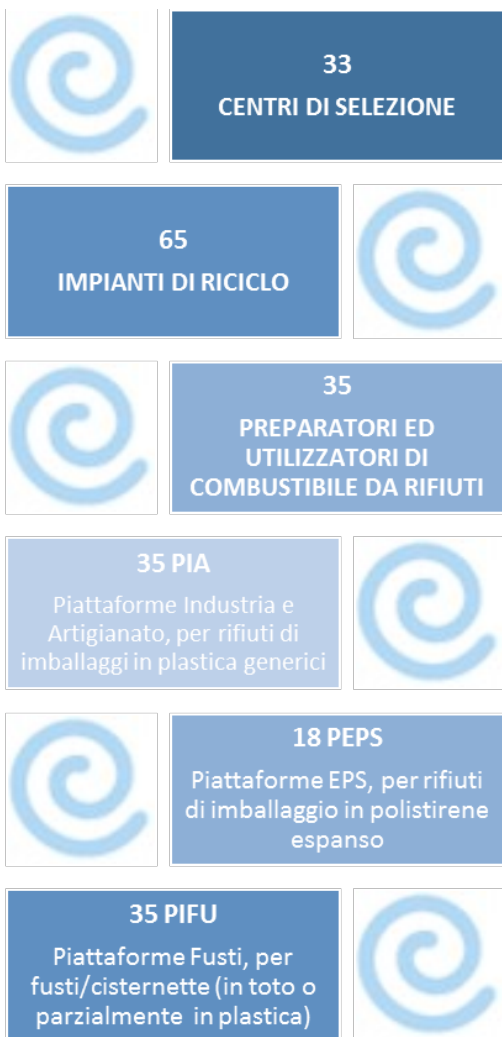 33
CENTRI DI SELEZIONE
65
IMPIANTI DI RICICLO
35
PREPARATORI ED
UTILIZZATORI DI
COMBUSTIBILE DA RIFIUTI
35 PIA
Piattaforme Industria e
Artigianato, per rifiuti di
imballaggi in plastica generici
18 PEPS
Piattaforme EPS, per rifiuti
di imballaggio in polistirene
espanso
35 PIFU
Piattaforme Fusti, per
fusti/cisternette (in toto o
parzialmente in plastica)